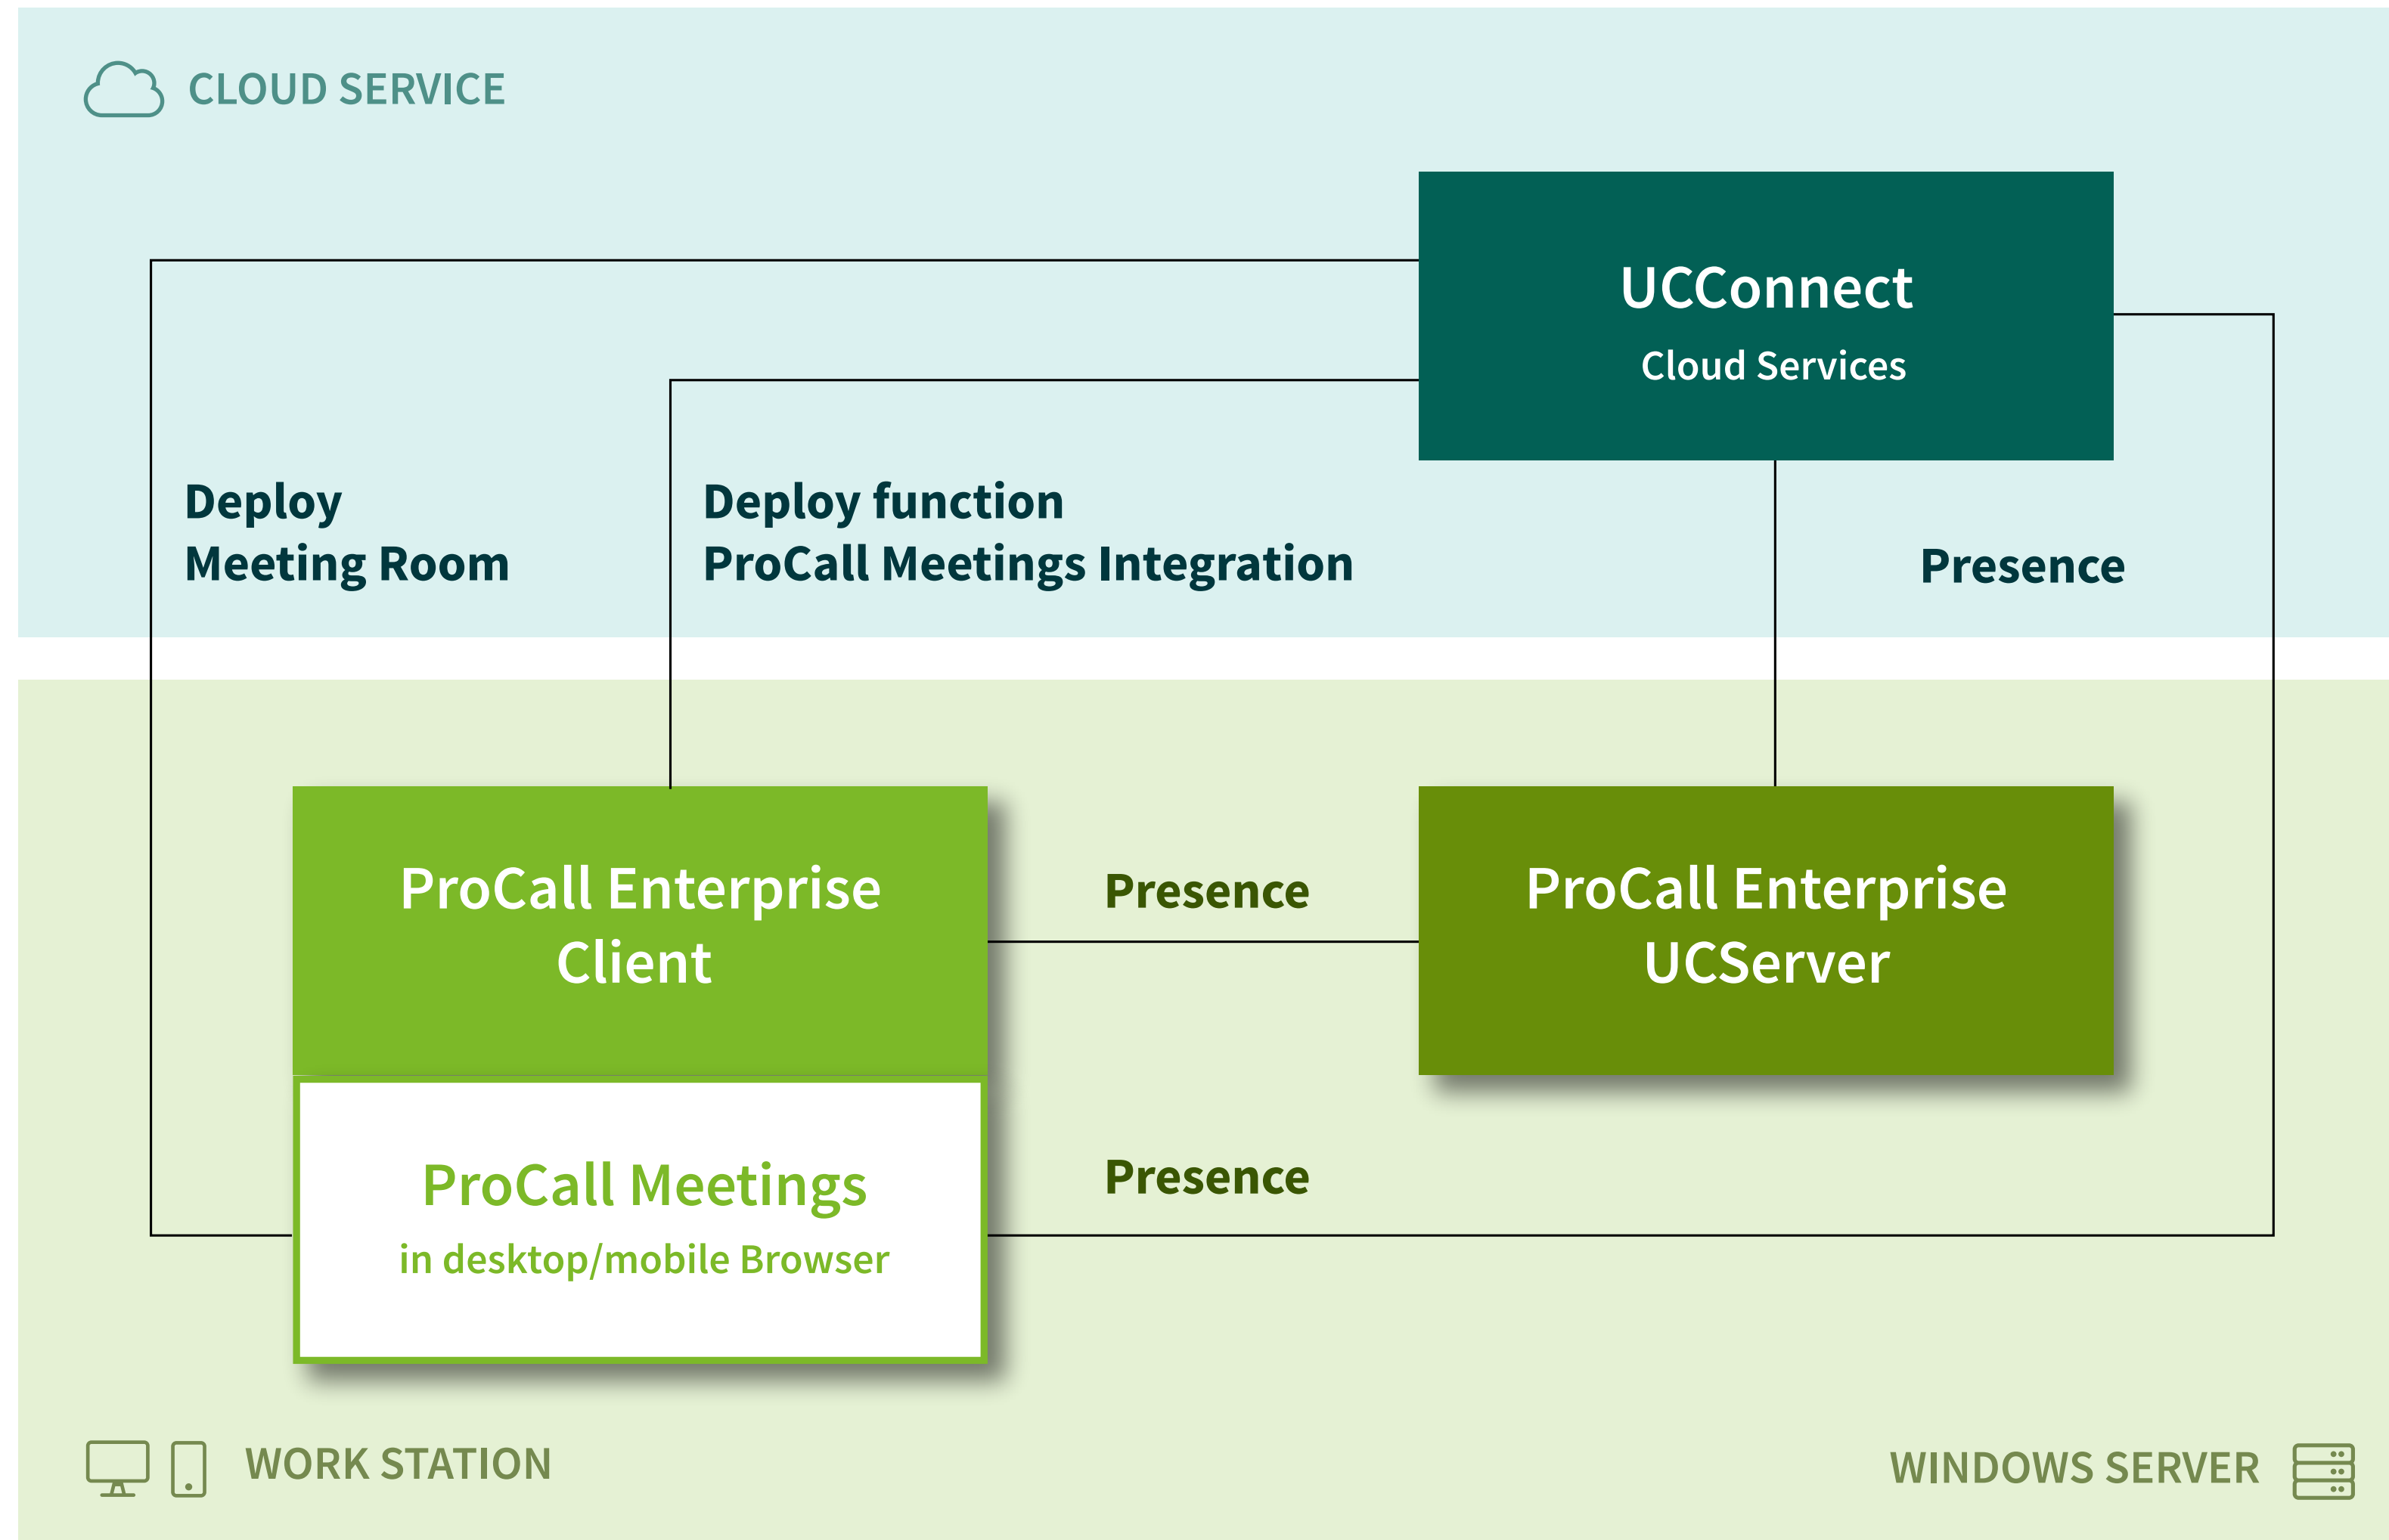 CLOUD SERVICE
UCConnect
Cloud Services
Deploy
Meeting Room
Deploy function
ProCall Meetings Integration
Presence
ProCall Enterprise
Client
Presence
ProCall Enterprise
UCServer
ProCall Meetings
in desktop/mobile Browser
Presence
WORK STATION
WINDOWS SERVER